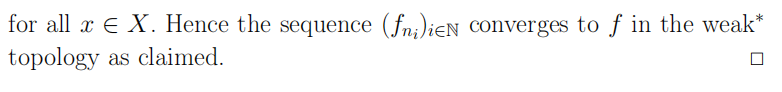 for all x ∈ X. Hence the sequence (f_{n_i})_{i∈ℕ} converges to f in the weak*
topology as claimed. □